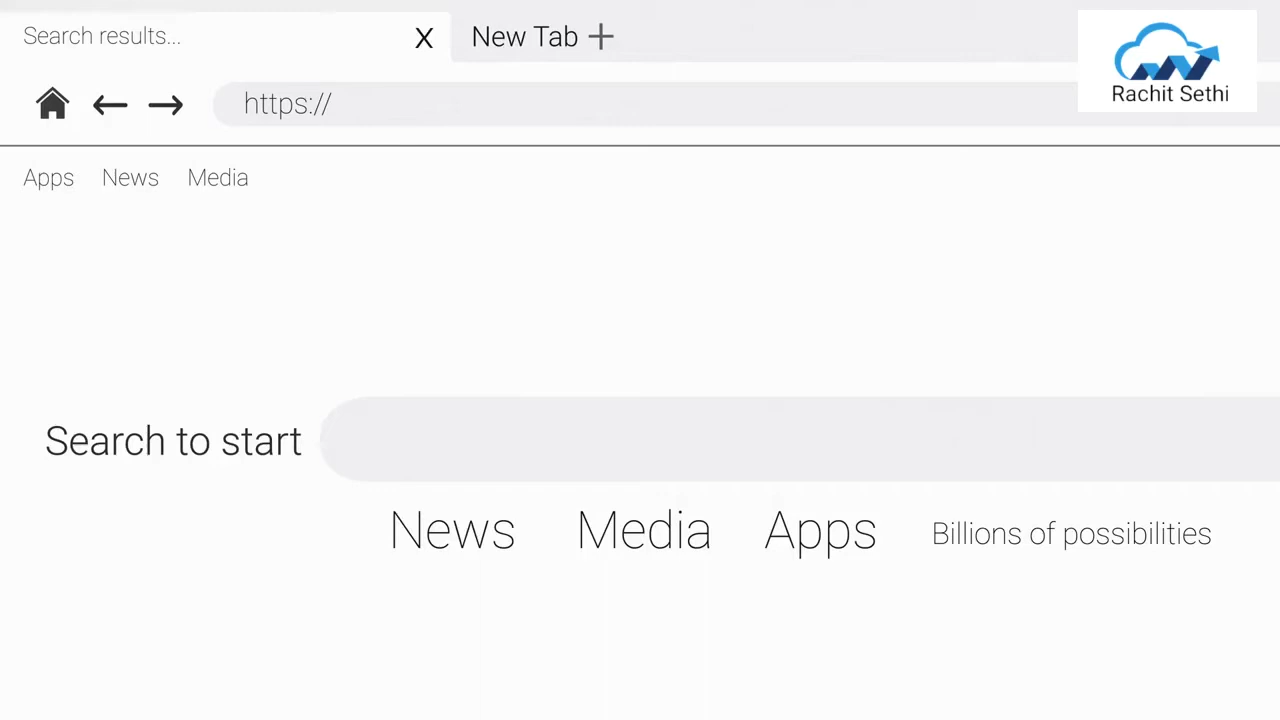 Search results...
X
New Tab +
Rachit Sethi
https://
Apps News Media
Search to start
News Media Apps Billions of possibilities